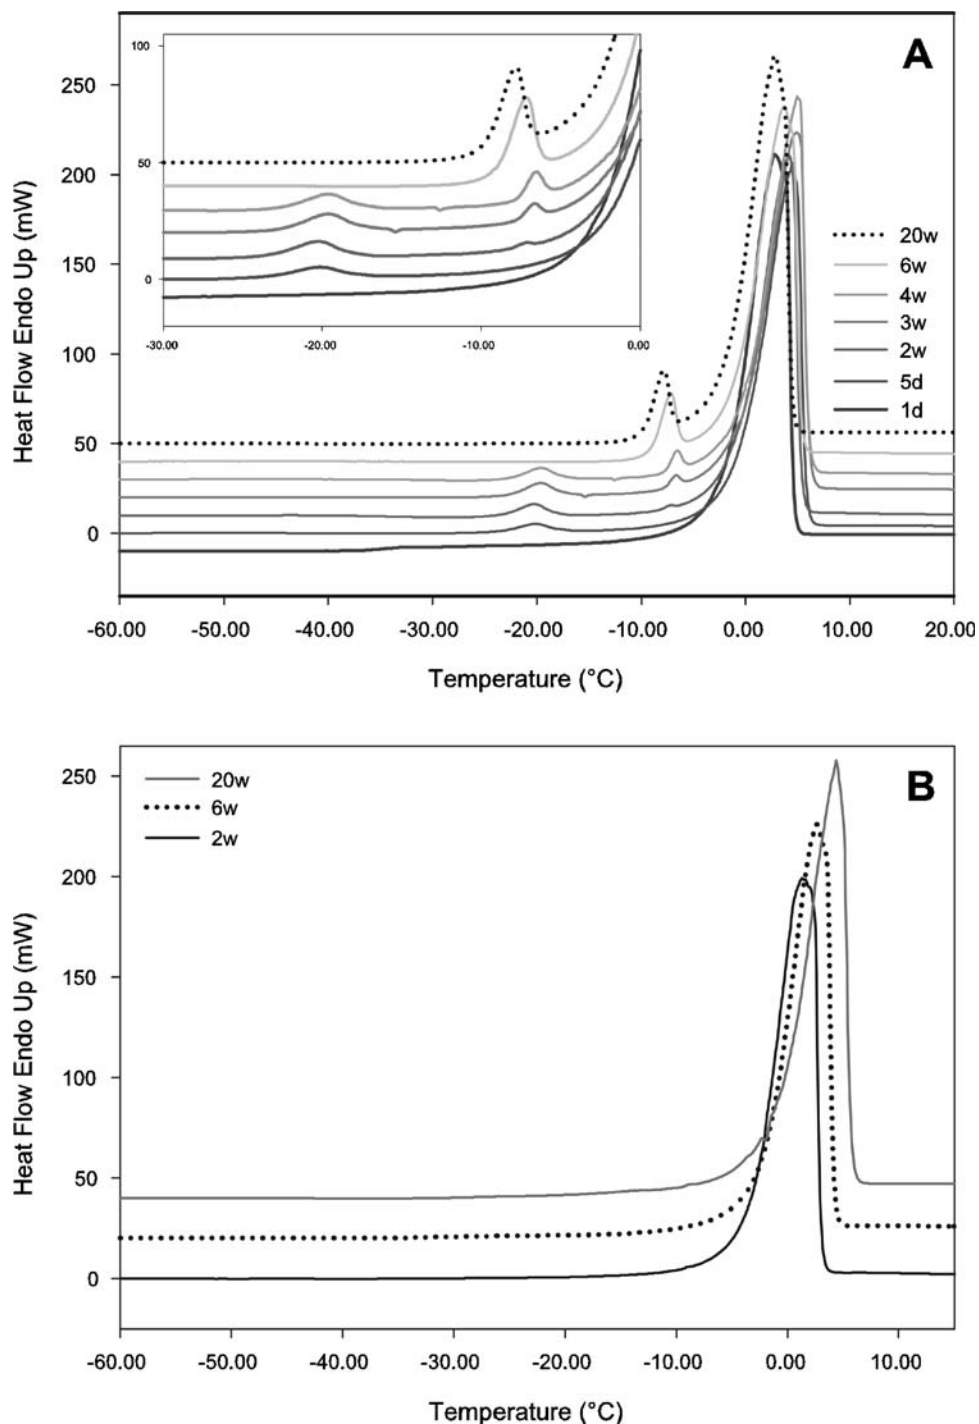 A
Heat Flow Endo Up (mW)
250
200
150
100
50
0
100
50
0
-30.00 -20.00 -10.00 0.00
20w
6w
4w
3w
2w
5d
1d
-60.00 -50.00 -40.00 -30.00 -20.00 -10.00 0.00 10.00 20.00
Temperature (°C)
B
Heat Flow Endo Up (mW)
250
200
150
100
50
0
20w
6w
2w
-60.00 -50.00 -40.00 -30.00 -20.00 -10.00 0.00 10.00
Temperature (°C)